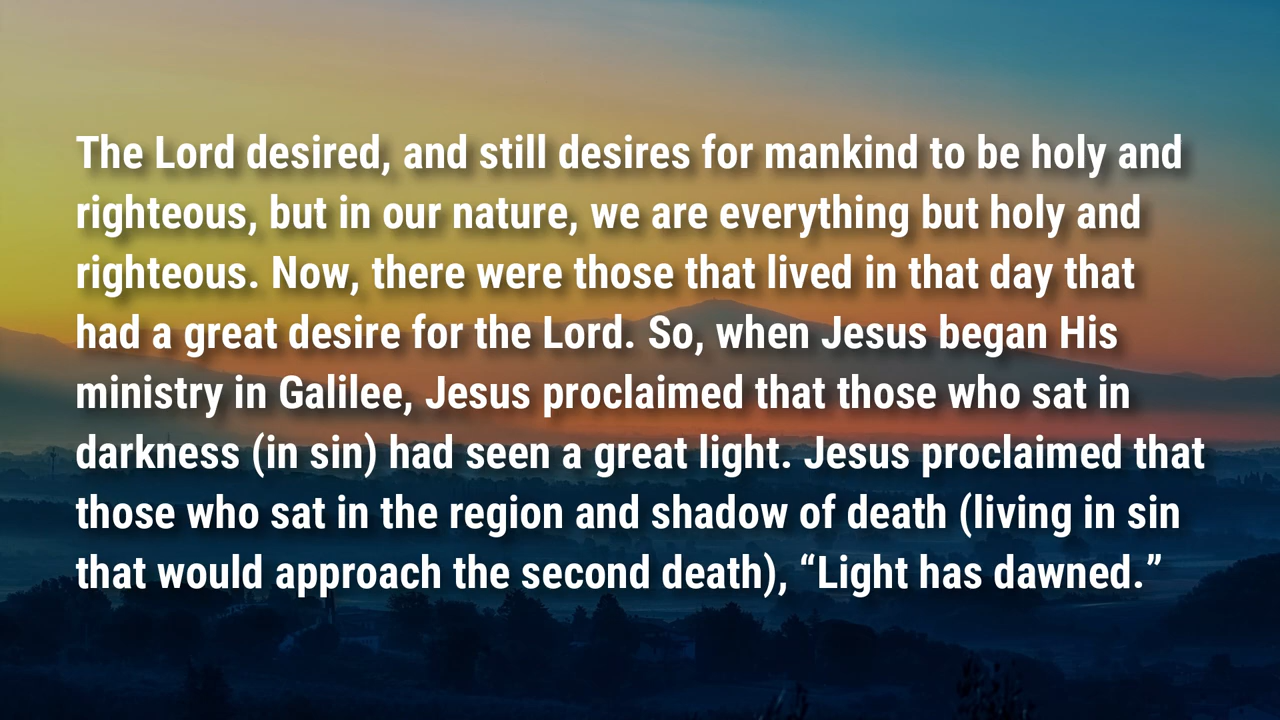 The Lord desired, and still desires for mankind to be holy and
righteous, but in our nature, we are everything but holy and
righteous. Now, there were those that lived in that day that
had a great desire for the Lord. So, when Jesus began His
ministry in Galilee, Jesus proclaimed that those who sat in
darkness (in sin) had seen a great light. Jesus proclaimed that
those who sat in the region and shadow of death (living in sin
that would approach the second death), “Light has dawned.”